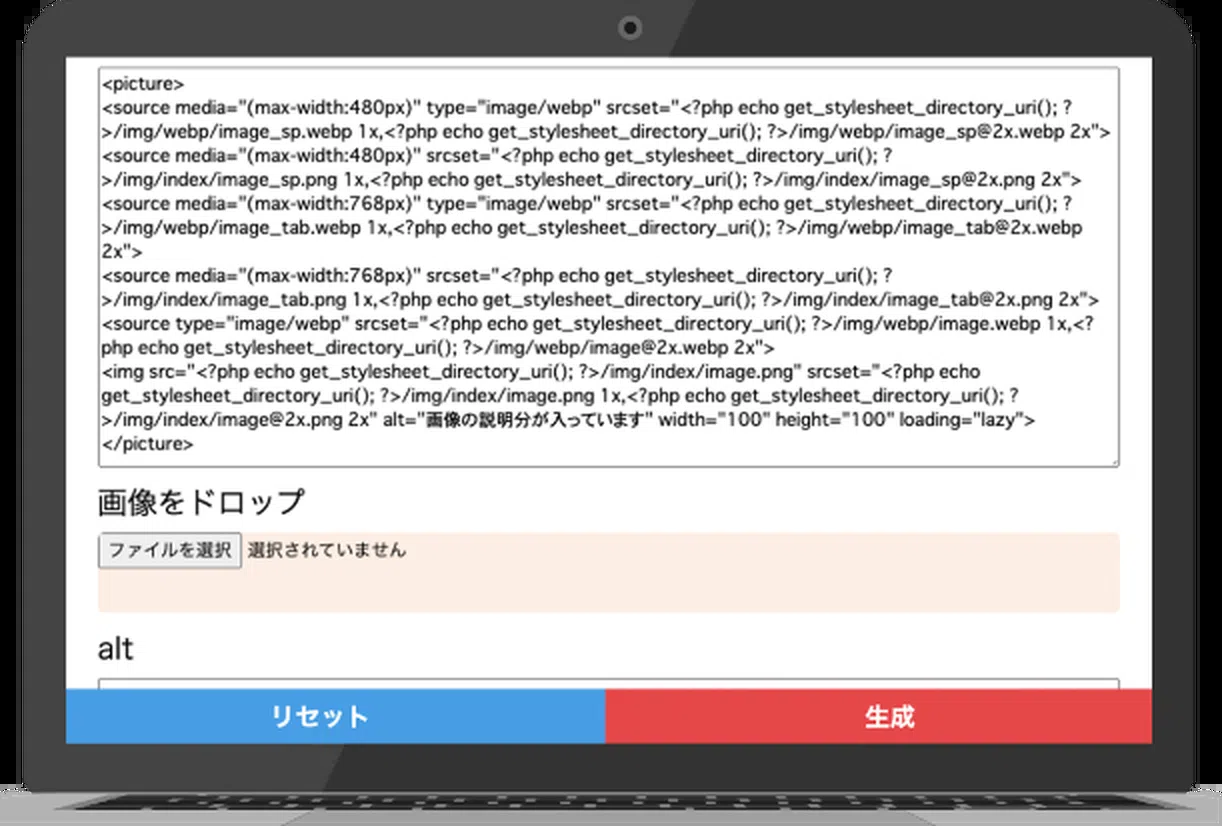 <picture>
<source media="(max-width:480px)" type="image/webp" srcset="<?php echo get_stylesheet_directory_uri(); ?
>/img/webp/image_sp.webp 1x,<?php echo get_stylesheet_directory_uri(); ?>/img/webp/image_sp@2x.webp 2x">
<source media="(max-width:480px)" srcset="<?php echo get_stylesheet_directory_uri(); ?
>/img/index/image_sp.png 1x,<?php echo get_stylesheet_directory_uri(); ?>/img/index/image_sp@2x.png 2x">
<source media="(max-width:768px)" type="image/webp" srcset="<?php echo get_stylesheet_directory_uri(); ?
>/img/webp/image_tab.webp 1x,<?php echo get_stylesheet_directory_uri(); ?>/img/webp/image_tab@2x.webp
2x">
<source media="(max-width:768px)" srcset="<?php echo get_stylesheet_directory_uri(); ?
>/img/index/image_tab.png 1x,<?php echo get_stylesheet_directory_uri(); ?>/img/index/image_tab@2x.png 2x">
<source type="image/webp" srcset="<?php echo get_stylesheet_directory_uri(); ?>/img/webp/image.webp 1x,<?
php echo get_stylesheet_directory_uri(); ?>/img/webp/image@2x.webp 2x">
<img src="<?php echo get_stylesheet_directory_uri(); ?>/img/index/image.png" srcset="<?php echo
get_stylesheet_directory_uri(); ?>/img/index/image.png 1x,<?php echo get_stylesheet_directory_uri(); ?
>/img/index/image@2x.png 2x" alt="画像の説明分が入っています" width="100" height="100" loading="lazy">
</picture>
画像をドロップ
ファイルを選択 選択されていません
alt
リセット
生成